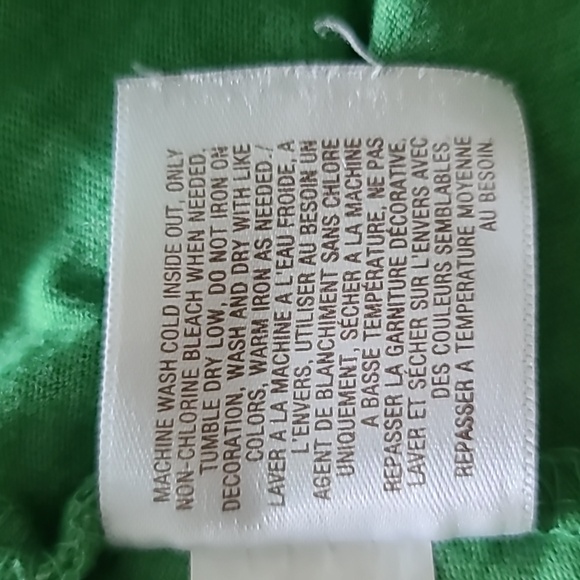 MACHINE WASH COLD INSIDE OUT, ONLY
NON-CHLORINE BLEACH WHEN NEEDED,
TUMBLE DRY LOW, DO NOT IRON ON
DECORATION, WASH AND DRY WITH LIKE
COLORS, WARM IRON AS NEEDED. /
LAVER A LA MACHINE A L'EAU FROIDE, A
L'ENVERS, UTILISER AU BESOIN UN
AGENT DE BLANCHIMENT SANS CHLORE
UNIQUEMENT, SÉCHER A LA MACHINE
A BASSE TEMPÉRATURE, NE PAS
REPASSER LA GARNITURE DÉCORATIVE,
LAVER ET SÉCHER SUR L'ENVERS AVEC
DES COULEURS SEMBLABLES,
REPASSER A TEMPERATURE MOYENNE
AU BESOIN.